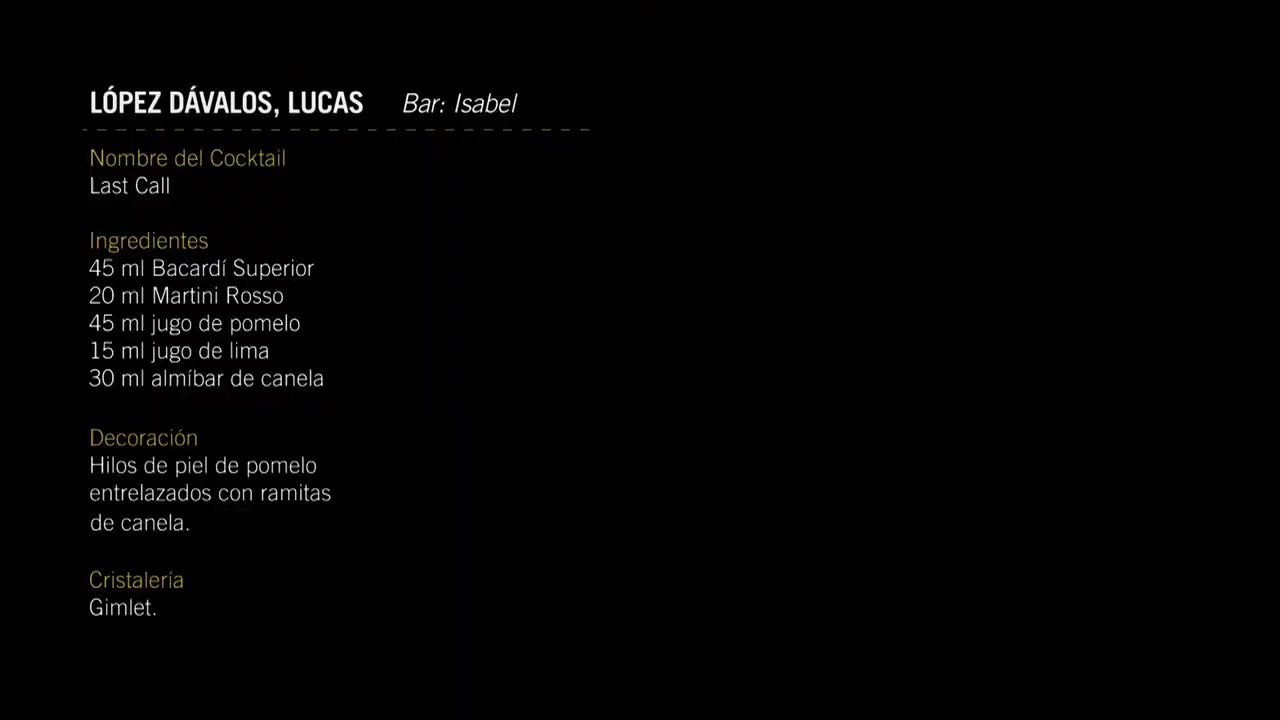 LÓPEZ DÁVALOS, LUCAS Bar: Isabel
Nombre del Cocktail
Last Call
Ingredientes
45 ml Bacardí Superior
20 ml Martini Rosso
45 ml jugo de pomelo
15 ml jugo de lima
30 ml almíbar de canela
Decoración
Hilos de piel de pomelo
entrelazados con ramitas
de canela.
Cristalería
Gimlet.